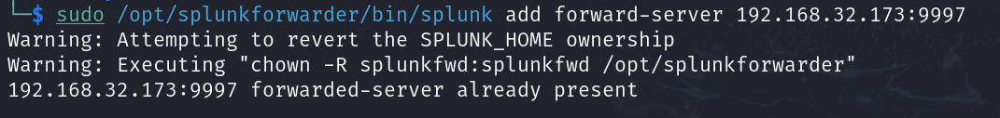 └─$ sudo /opt/splunkforwarder/bin/splunk add forward-server 192.168.32.173:9997
Warning: Attempting to revert the SPLUNK_HOME ownership
Warning: Executing "chown -R splunkfwd:splunkfwd /opt/splunkforwarder"
192.168.32.173:9997 forwarded-server already present